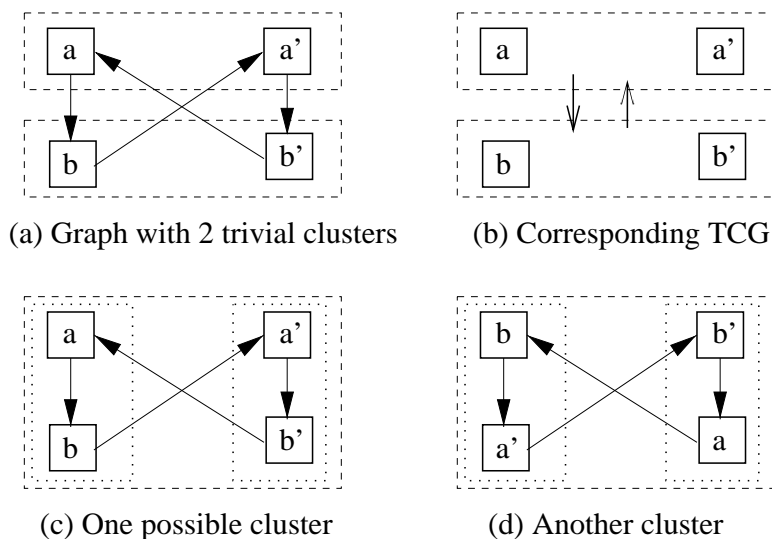 a a’ a a’
b b’ b b’
(a) Graph with 2 trivial clusters (b) Corresponding TCG
a a’ b b’
b b’ a’ a
(c) One possible cluster (d) Another cluster